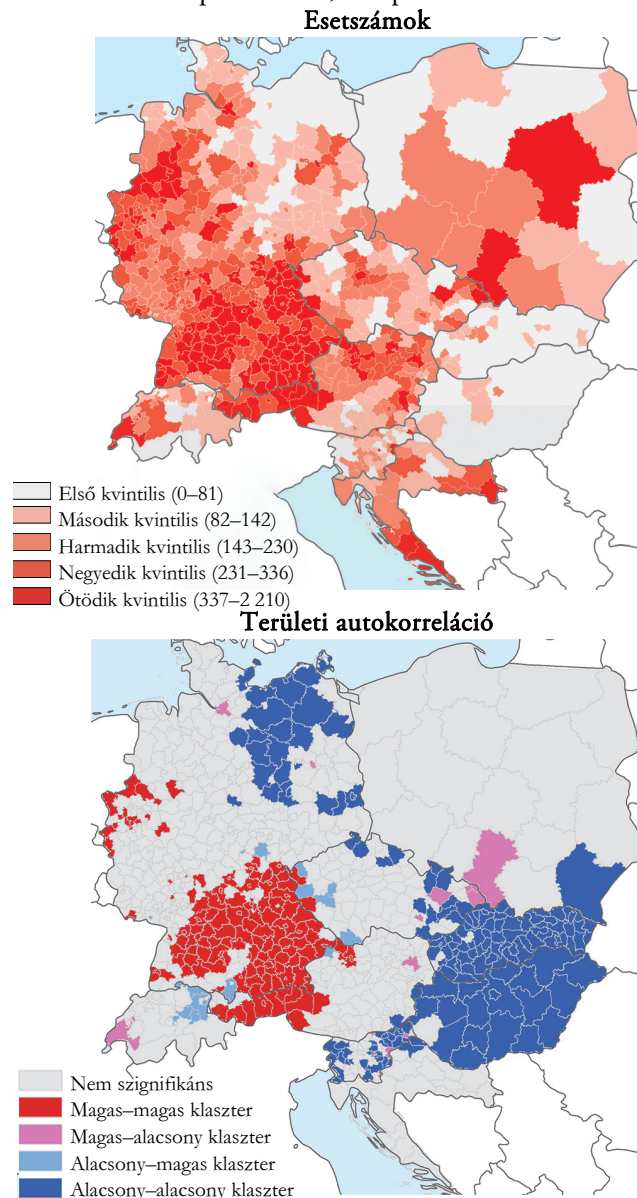 Esetszámok
Első kvintilis (0–81)
Második kvintilis (82–142)
Harmadik kvintilis (143–230)
Negyedik kvintilis (231–336)
Ötödik kvintilis (337–2 210)
Területi autokorreláció
Nem szignifikáns
Magas–magas klaszter
Magas–alacsony klaszter
Alacsony–magas klaszter
Alacsony–alacsony klaszter